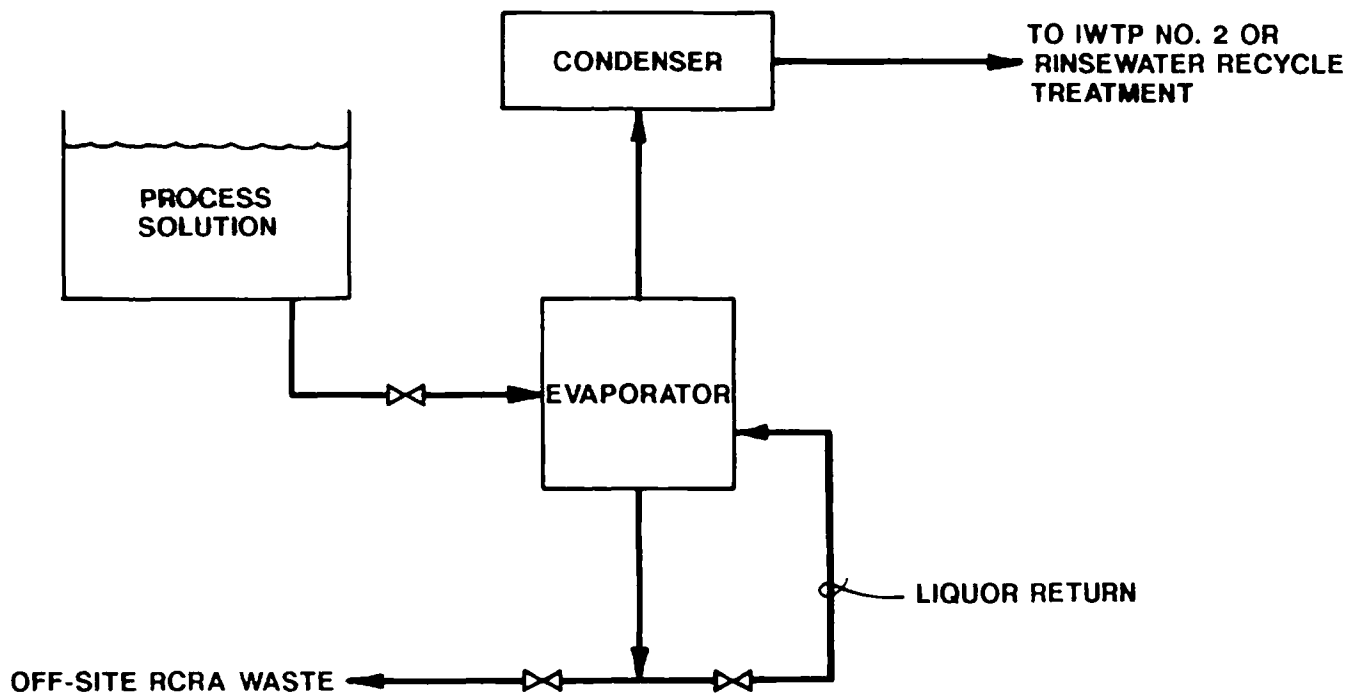 CONDENSER
TO IWTP NO. 2 OR
RINSEWATER RECYCLE
TREATMENT
PROCESS
SOLUTION
EVAPORATOR
LIQUOR RETURN
OFF-SITE RCRA WASTE